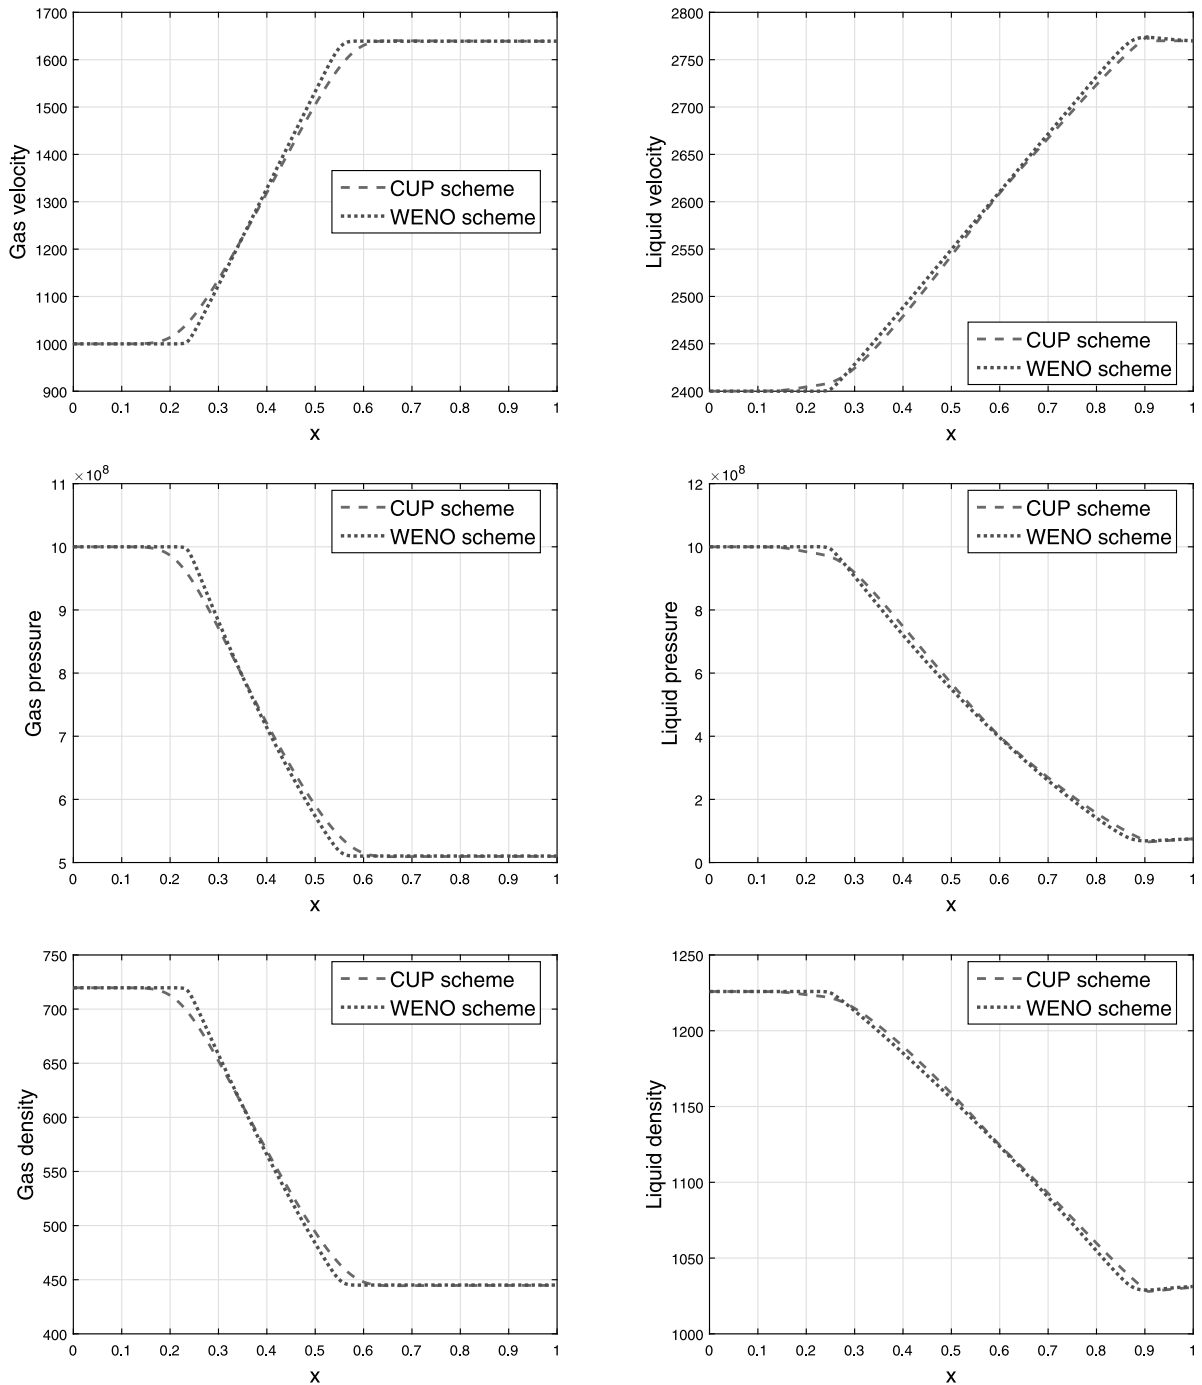 1700
1600
1500
1400
1300
1200
1100
1000
900
Gas velocity
CUP scheme
WENO scheme
0 0.1 0.2 0.3 0.4 0.5 0.6 0.7 0.8 0.9 1
x
2800
2750
2700
2650
2600
2550
2500
2450
2400
Liquid velocity
CUP scheme
WENO scheme
0 0.1 0.2 0.3 0.4 0.5 0.6 0.7 0.8 0.9 1
x
×10⁸
11
10
9
8
7
6
5
Gas pressure
CUP scheme
WENO scheme
0 0.1 0.2 0.3 0.4 0.5 0.6 0.7 0.8 0.9 1
x
×10⁸
12
10
8
6
4
2
0
Liquid pressure
CUP scheme
WENO scheme
0 0.1 0.2 0.3 0.4 0.5 0.6 0.7 0.8 0.9 1
x
750
700
650
600
550
500
450
400
Gas density
CUP scheme
WENO scheme
0 0.1 0.2 0.3 0.4 0.5 0.6 0.7 0.8 0.9 1
x
1250
1200
1150
1100
1050
1000
Liquid density
CUP scheme
WENO scheme
0 0.1 0.2 0.3 0.4 0.5 0.6 0.7 0.8 0.9 1
x